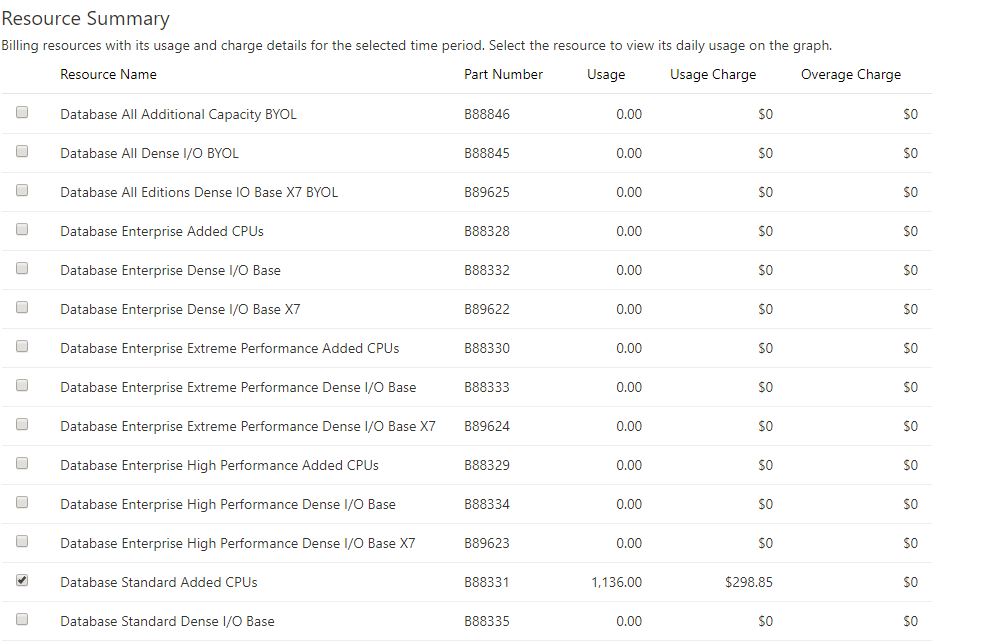 Resource Summary
Billing resources with its usage and charge details for the selected time period. Select the resource to view its daily usage on the graph.
Resource Name Part Number Usage Usage Charge Overage Charge
Database All Additional Capacity BYOL B88846 0.00 $0 $0
Database All Dense I/O BYOL B88845 0.00 $0 $0
Database All Editions Dense IO Base X7 BYOL B89625 0.00 $0 $0
Database Enterprise Added CPUs B88328 0.00 $0 $0
Database Enterprise Dense I/O Base B88332 0.00 $0 $0
Database Enterprise Dense I/O Base X7 B89622 0.00 $0 $0
Database Enterprise Extreme Performance Added CPUs B88330 0.00 $0 $0
Database Enterprise Extreme Performance Dense I/O Base B88333 0.00 $0 $0
Database Enterprise Extreme Performance Dense I/O Base X7 B89624 0.00 $0 $0
Database Enterprise High Performance Added CPUs B88329 0.00 $0 $0
Database Enterprise High Performance Dense I/O Base B88334 0.00 $0 $0
Database Enterprise High Performance Dense I/O Base X7 B89623 0.00 $0 $0
Database Standard Added CPUs B88331 1,136.00 $298.85 $0
Database Standard Dense I/O Base B88335 0.00 $0 $0